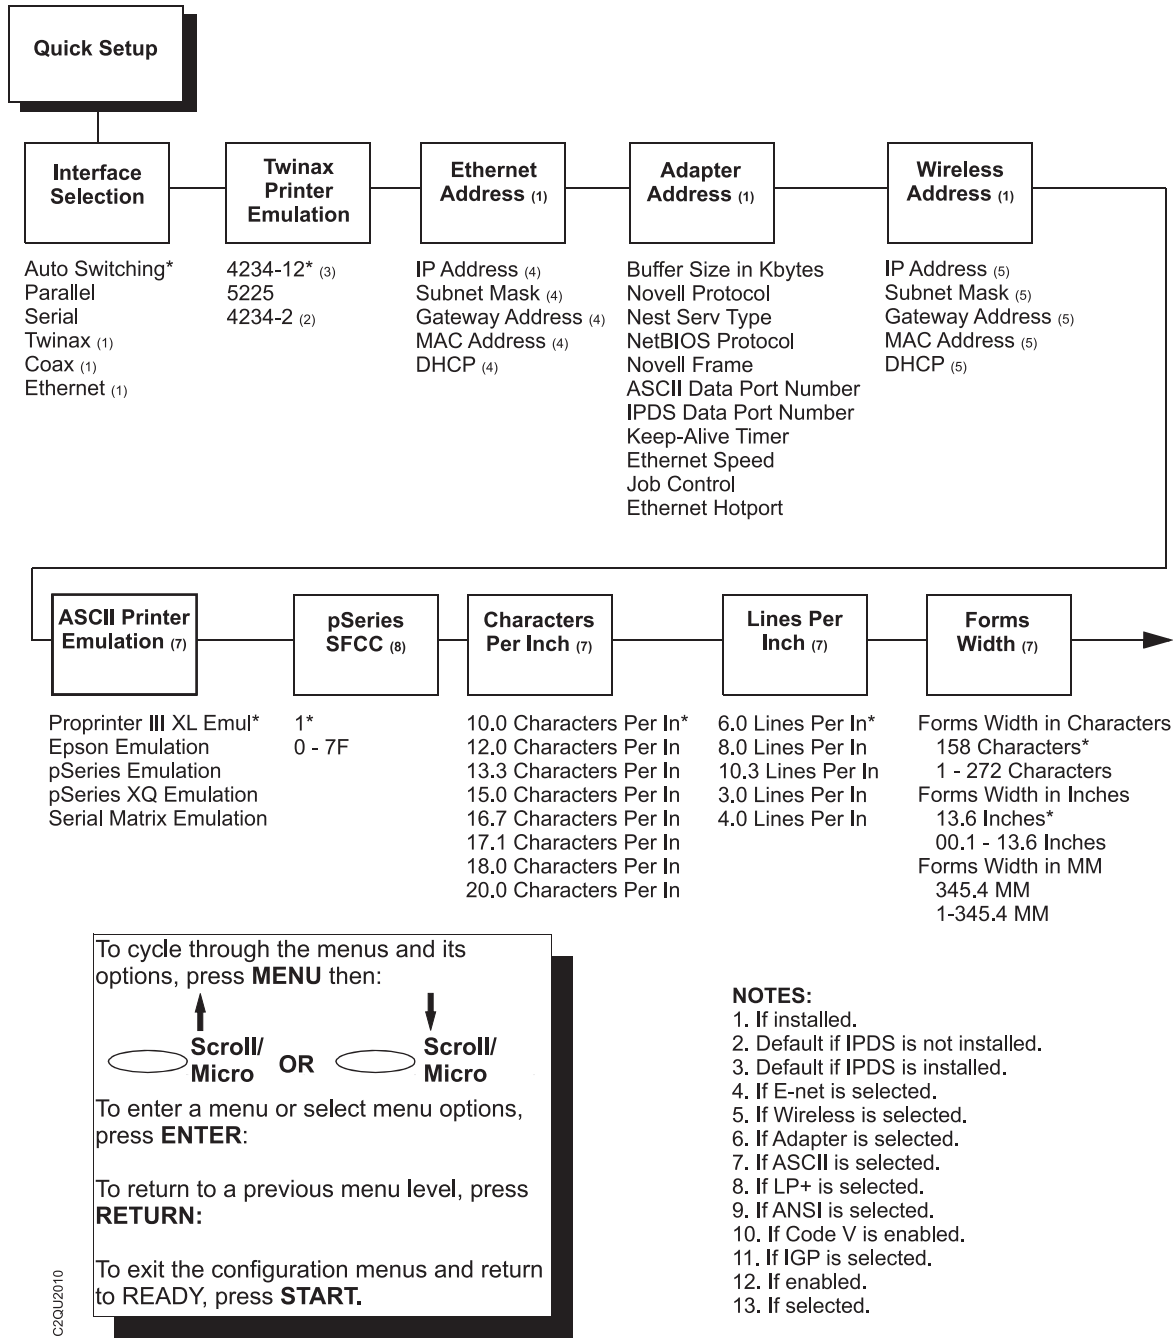 Quick Setup
Interface
Selection
Twinax
Printer
Emulation
Ethernet
Address (1)
Adapter
Address (1)
Wireless
Address (1)
Auto Switching*
Parallel
Serial
Twinax (1)
Coax (1)
Ethernet (1)
4234-12* (3)
5225
4234-2 (2)
IP Address (4)
Subnet Mask (4)
Gateway Address (4)
MAC Address (4)
DHCP (4)
Buffer Size in Kbytes
Novell Protocol
Nest Serv Type
NetBIOS Protocol
Novell Frame
ASCII Data Port Number
IPDS Data Port Number
Keep-Alive Timer
Ethernet Speed
Job Control
Ethernet Hotport
IP Address (5)
Subnet Mask (5)
Gateway Address (5)
MAC Address (5)
DHCP (5)
ASCII Printer
Emulation (7)
pSeries
SFCC (8)
Characters
Per Inch (7)
Lines Per
Inch (7)
Forms
Width (7)
Proprinter III XL Emul*
Epson Emulation
pSeries Emulation
pSeries XQ Emulation
Serial Matrix Emulation
1*
0 - 7F
10.0 Characters Per In*
12.0 Characters Per In
13.3 Characters Per In
15.0 Characters Per In
16.7 Characters Per In
17.1 Characters Per In
18.0 Characters Per In
20.0 Characters Per In
6.0 Lines Per In*
8.0 Lines Per In
10.3 Lines Per In
3.0 Lines Per In
4.0 Lines Per In
Forms Width in Characters
158 Characters*
1 - 272 Characters
Forms Width in Inches
13.6 Inches*
00.1 - 13.6 Inches
Forms Width in MM
345.4 MM
1-345.4 MM
To cycle through the menus and its
options, press MENU then:
Scroll/
Micro
OR
Scroll/
Micro
To enter a menu or select menu options,
press ENTER:
To return to a previous menu level, press
RETURN:
To exit the configuration menus and return
to READY, press START.
C2QU2010
NOTES:
1. If installed.
2. Default if IPDS is not installed.
3. Default if IPDS is installed.
4. If E-net is selected.
5. If Wireless is selected.
6. If Adapter is selected.
7. If ASCII is selected.
8. If LP+ is selected.
9. If ANSI is selected.
10. If Code V is enabled.
11. If IGP is selected.
12. If enabled.
13. If selected.